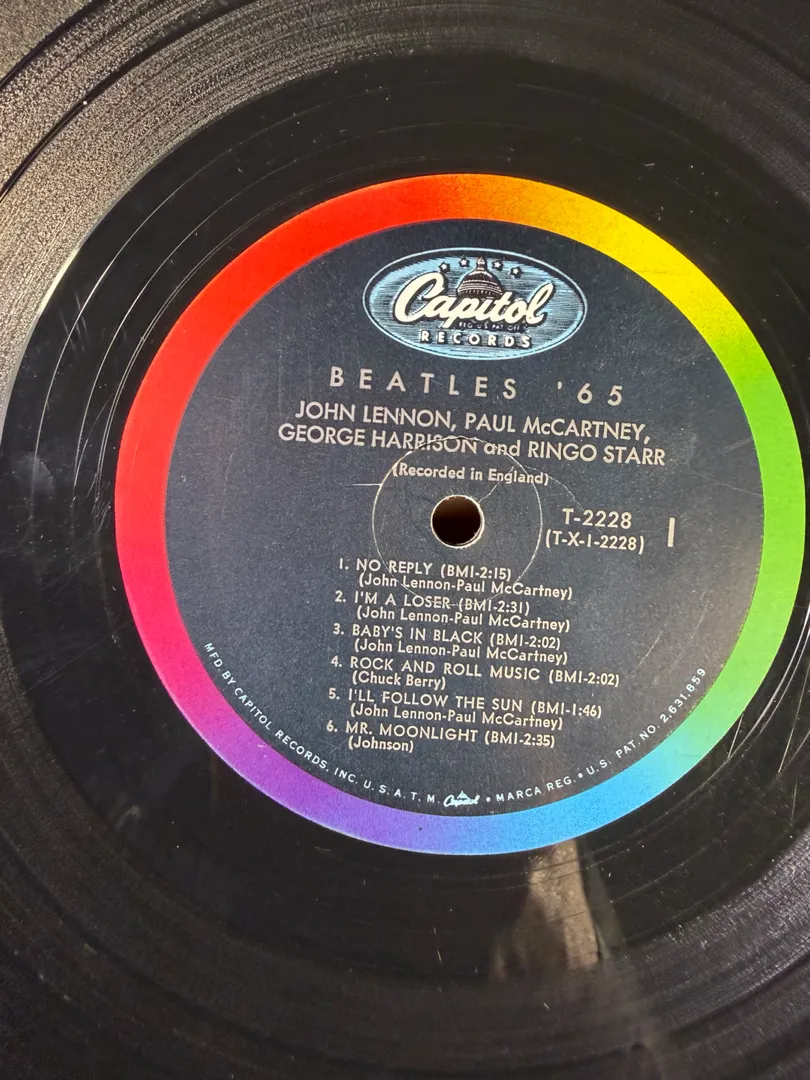 Capitol
REG. U.S. PAT. OFF.
RECORDS
BEATLES '65
JOHN LENNON, PAUL McCARTNEY,
GEORGE HARRISON and RINGO STARR
(Recorded in England)
T-2228
(T-X-1-2228)
1
1. NO REPLY (BMI-2:15)
(John Lennon-Paul McCartney)
2. I'M A LOSER (BMI-2:31)
(John Lennon-Paul McCartney)
3. BABY'S IN BLACK (BMI-2:02)
(John Lennon-Paul McCartney)
4. ROCK AND ROLL MUSIC (BMI-2:02)
(Chuck Berry)
5. I'LL FOLLOW THE SUN (BMI-1:46)
(John Lennon-Paul McCartney)
6. MR. MOONLIGHT (BMI-2:35)
(Johnson)
MFD. BY CAPITOL RECORDS, INC. U. S. A. T. M. Capitol • MARCA REG. • U. S. PAT. NO. 2,631,859